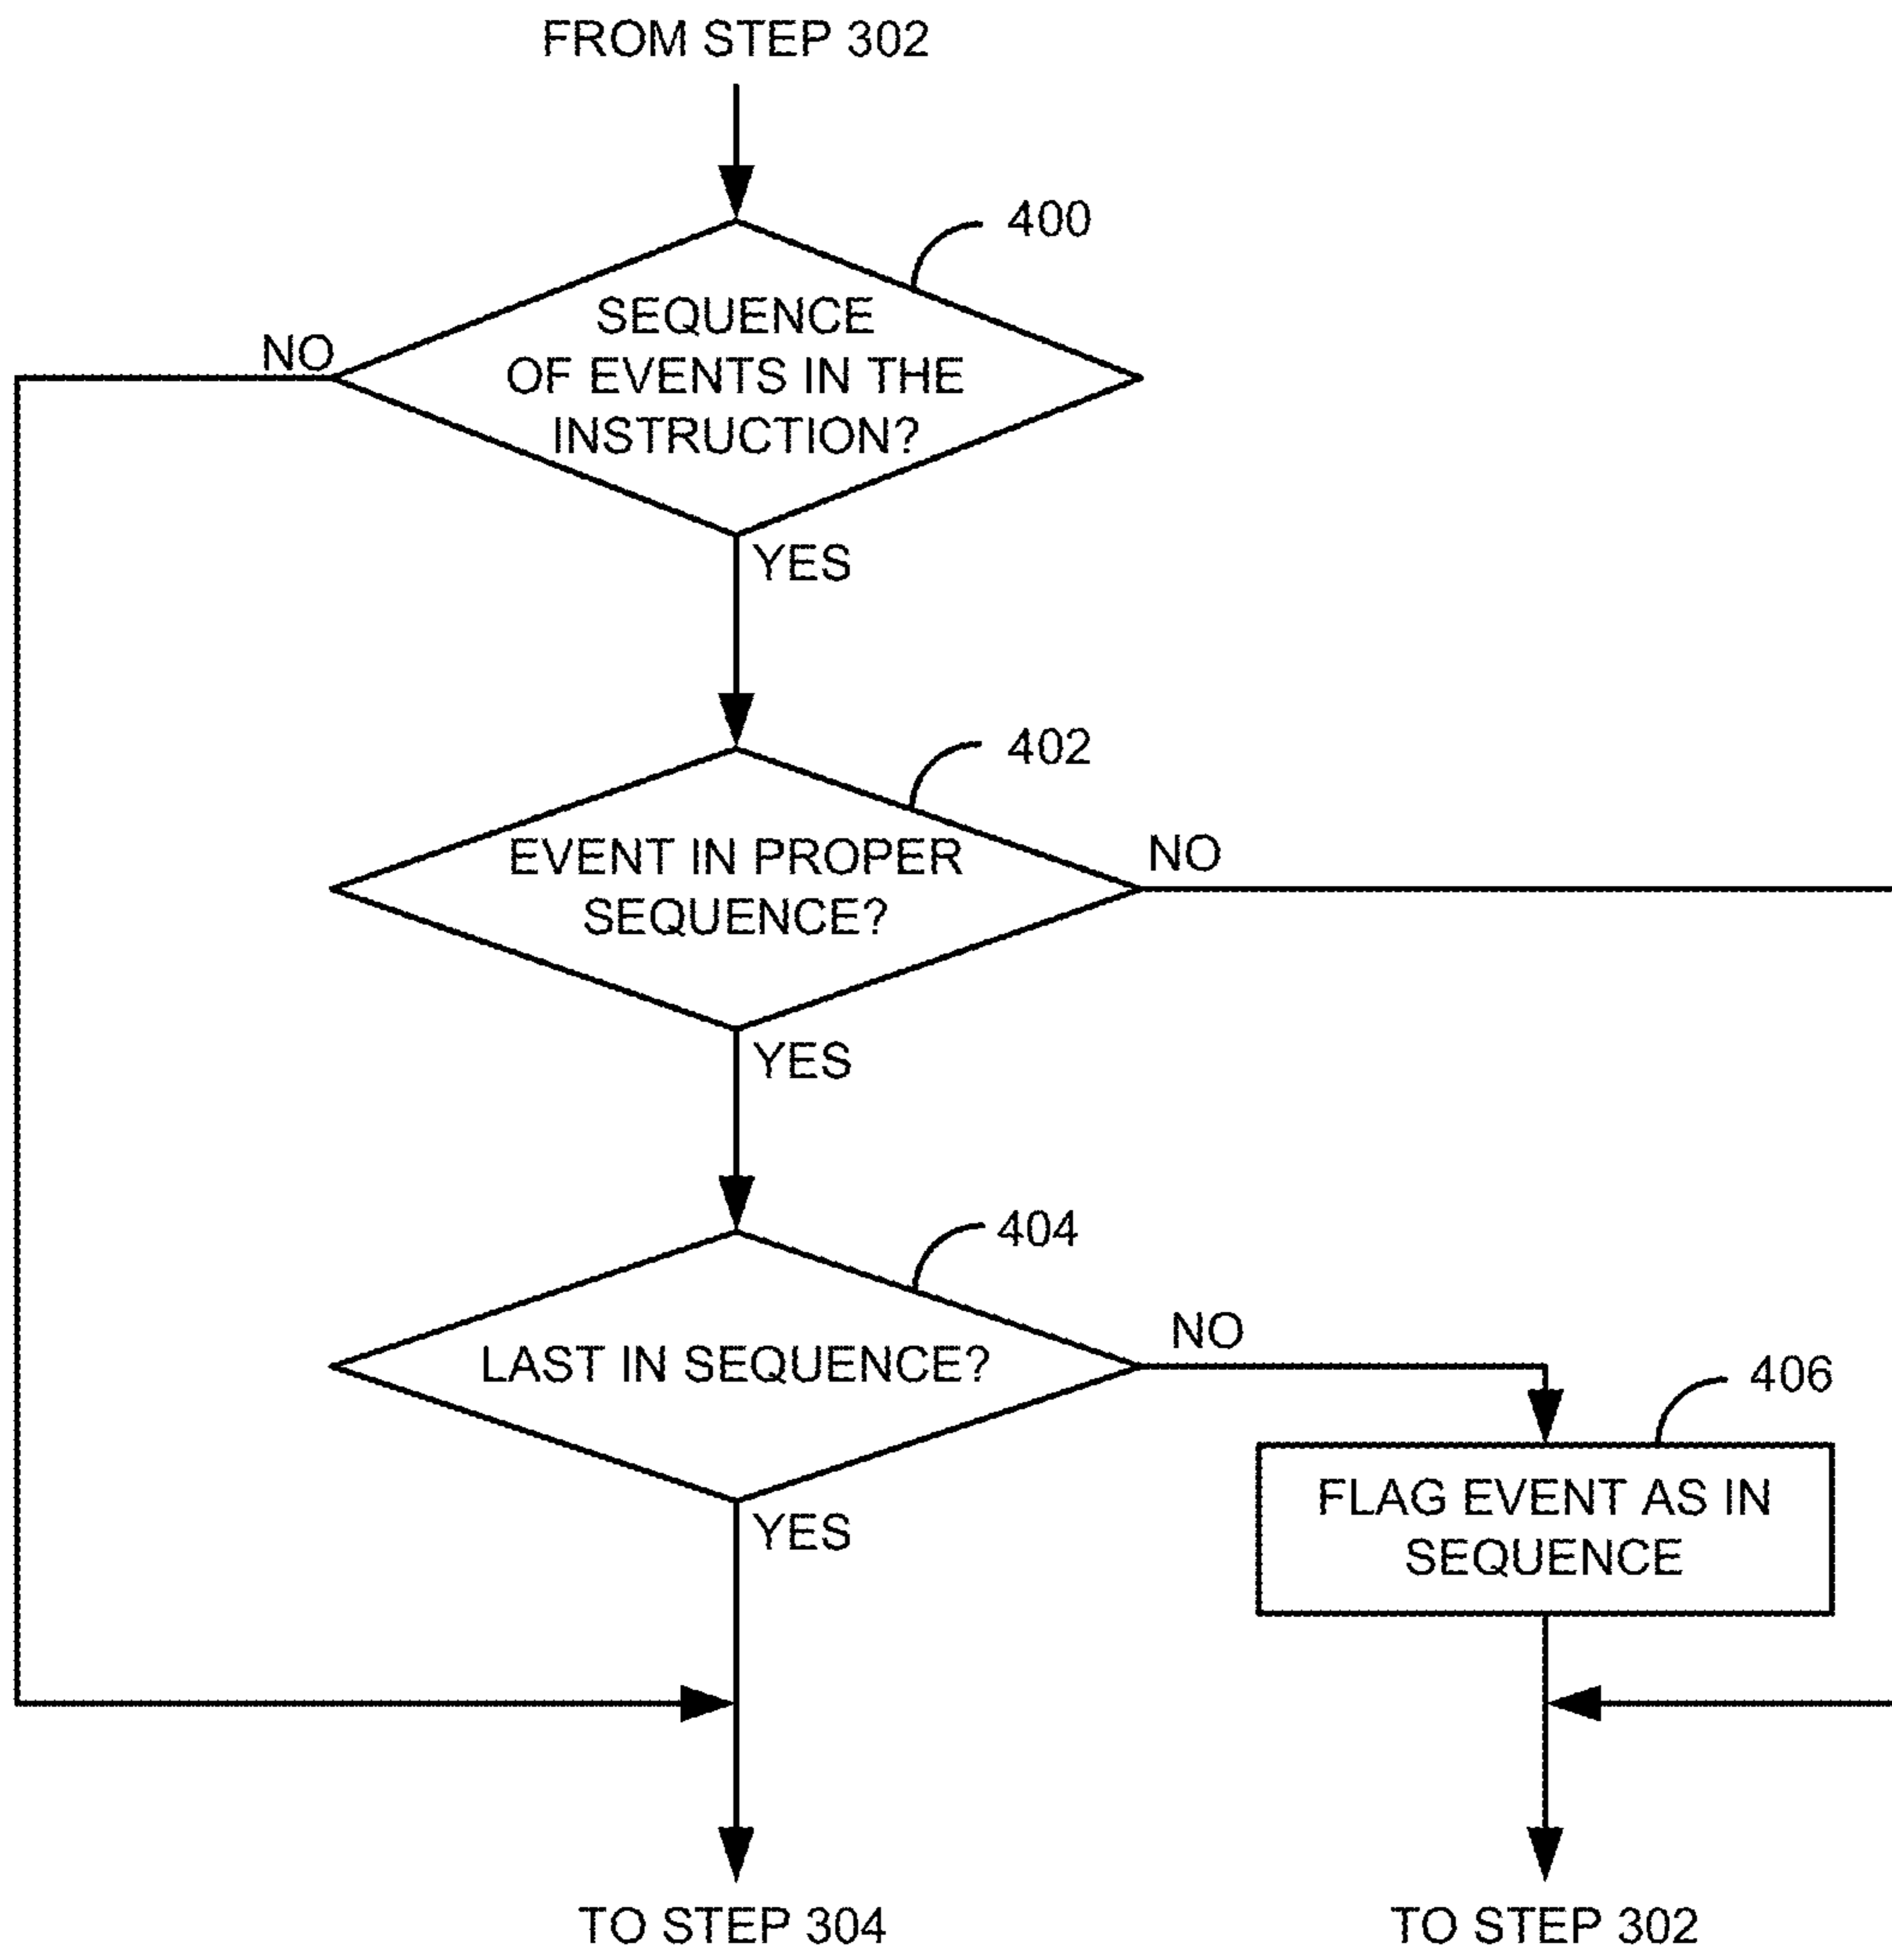 FROM STEP 302
400
SEQUENCE
OF EVENTS IN THE
INSTRUCTION?
NO
YES
402
EVENT IN PROPER
SEQUENCE?
NO
YES
404
LAST IN SEQUENCE?
NO
YES
406
FLAG EVENT AS IN
SEQUENCE
TO STEP 304
TO STEP 302